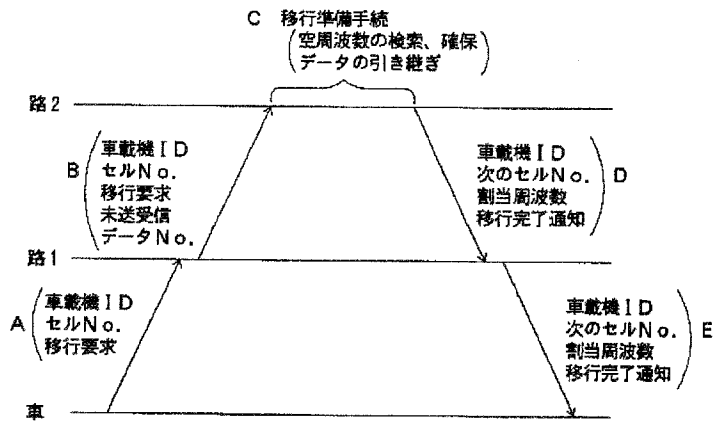 C 移行準備手続
空周波数の検索、確保
データの引き継ぎ
路2
B
車載機ID
セルNo.
移行要求
未送受信
データNo.
車載機ID
次のセルNo.
割当周波数
移行完了通知
D
路1
A
車載機ID
セルNo.
移行要求
車載機ID
次のセルNo.
割当周波数
移行完了通知
E
車